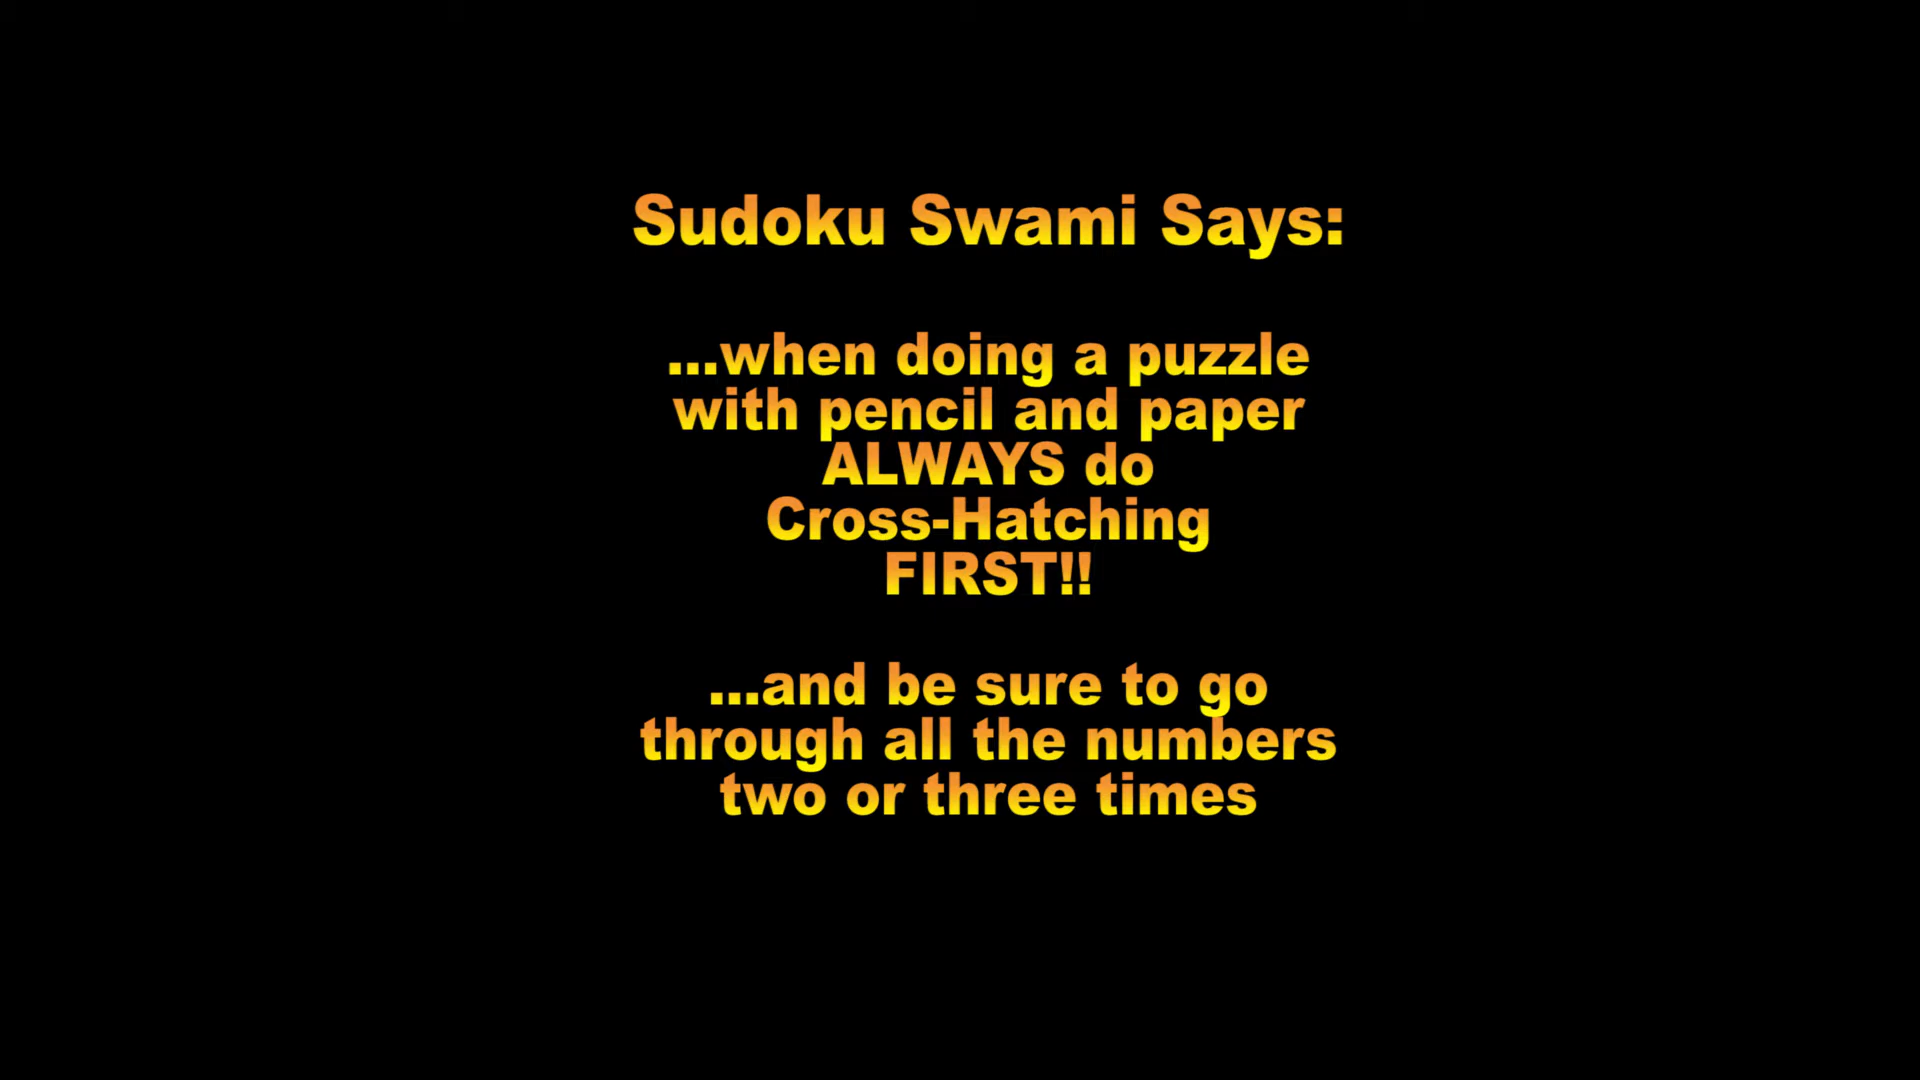 Sudoku Swami Says:
...when doing a puzzle
with pencil and paper
ALWAYS do
Cross-Hatching
FIRST!!
...and be sure to go
through all the numbers
two or three times